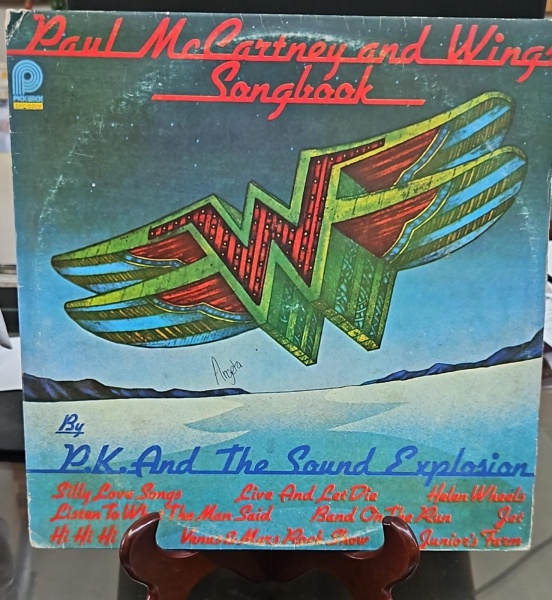 Paul McCartney and Wings
Songbook
PICKWICK
Angela
By
P.K. And The Sound Explosion
Silly Love Songs Live And Let Die Helen Wheels
Listen To What The Man Said Band On The Run Jet
Hi Hi Hi Venus & Mars Rock Show Junior's Farm